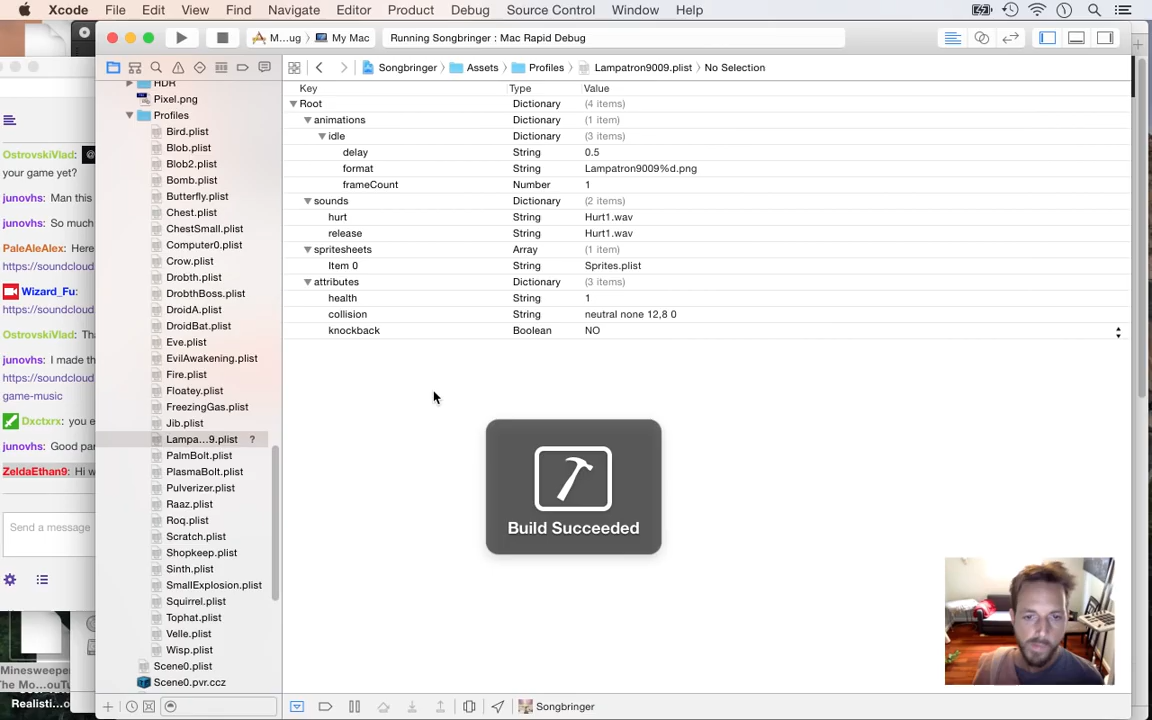 Xcode File Edit View Find Navigate Editor Product Debug Source Control Window Help
M...ug My Mac Running Songbringer : Mac Rapid Debug
Songbringer Assets Profiles Lampatron9009.plist No Selection
Key Type Value
Root Dictionary (4 items)
animations Dictionary (1 item)
idle Dictionary (3 items)
delay String 0.5
format String Lampatron9009%d.png
frameCount Number 1
sounds Dictionary (2 items)
hurt String Hurt1.wav
release String Hurt1.wav
spritesheets Array (1 item)
Item 0 String Sprites.plist
attributes Dictionary (3 items)
health String 1
collision String neutral none 12,8 0
knockback Boolean NO
HDR
Pixel.png
Profiles
Bird.plist
Blob.plist
Blob2.plist
Bomb.plist
Butterfly.plist
Chest.plist
ChestSmall.plist
Computer0.plist
Crow.plist
Drobth.plist
DrobthBoss.plist
DroidA.plist
DroidBat.plist
Eve.plist
EvilAwakening.plist
Fire.plist
Floatey.plist
FreezingGas.plist
Jib.plist
Lampa...9.plist ?
PalmBolt.plist
PlasmaBolt.plist
Pulverizer.plist
Raaz.plist
Roq.plist
Scratch.plist
Shopkeep.plist
Sinth.plist
SmallExplosion.plist
Squirrel.plist
Tophat.plist
Velle.plist
Wisp.plist
Scene0.plist
Scene0.pvr.ccz
OstrovskiVlad: @
your game yet?
junovhs: Man this
junovhs: So much
PaleAleAlex: Here
https://soundcloud
Wizard_Fu:
https://soundcloud
OstrovskiVlad: Tha
junovhs: I made th
https://soundcloud
game-music
Dxctxrx: you e
junovhs: Good par
ZeldaEthan9: Hi w
Send a message
Minesweeper
The Mo...ouTu
Realisti...
Build Succeeded
Songbringer